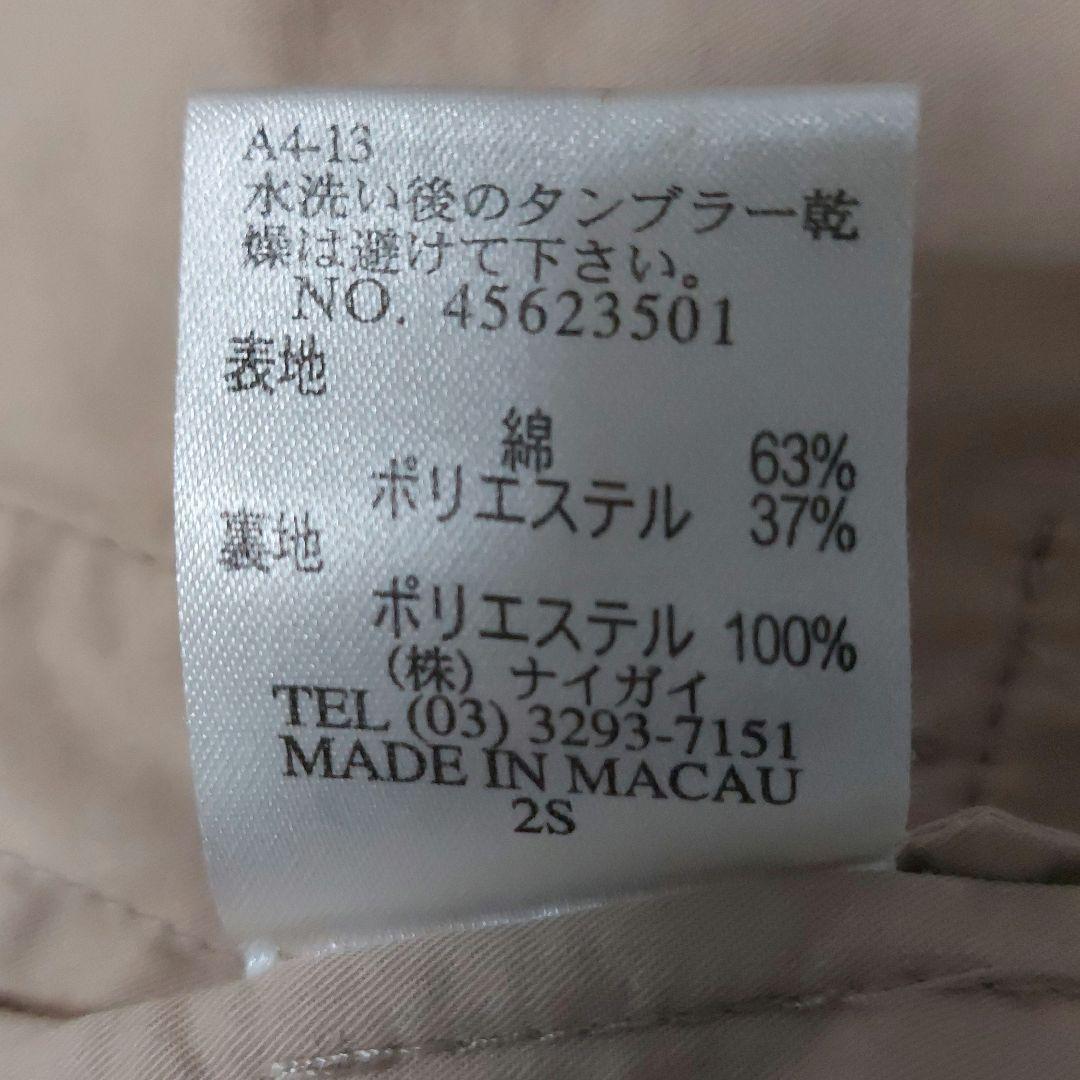 A4-13
水洗い後のタンブラー乾
燥は避けて下さい。
NO. 45623501
表地
綿 63%
ポリエステル 37%
裏地
ポリエステル 100%
(株) ナイガイ
TEL (03) 3293-7151
MADE IN MACAU
2S